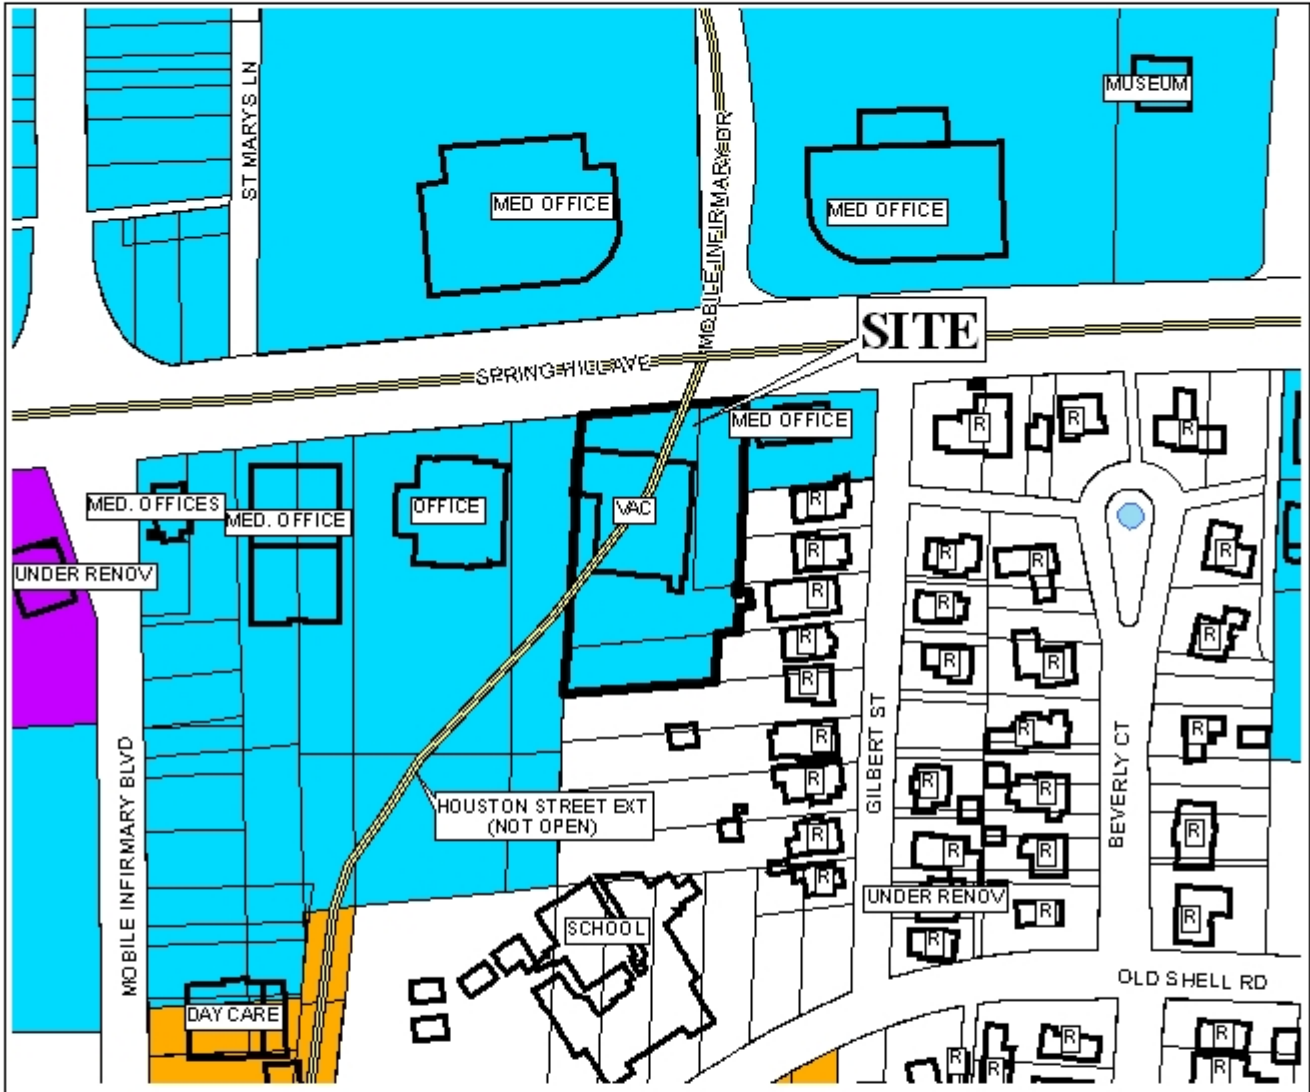 MUSEUM
ST MARYS LN
MED OFFICE
MED OFFICE
MOBILE INFIRMARY DR
SITE
SPRING HILL AVE
MED OFFICE
R
R
R
MED. OFFICES
MED. OFFICE
OFFICE
VAC
R
R
R
R
R
UNDER RENOV
R
R
R
R
R
R
R
R
R
R
R
R
MOBILE INFIRMARY BLVD
HOUSTON STREET EXT
(NOT OPEN)
GILBERT ST
BEVERLY CT
R
R
R
R
R
R
R
UNDER RENOV
R
R
R
SCHOOL
OLD SHELL RD
DAY CARE
R
R
R
R
R